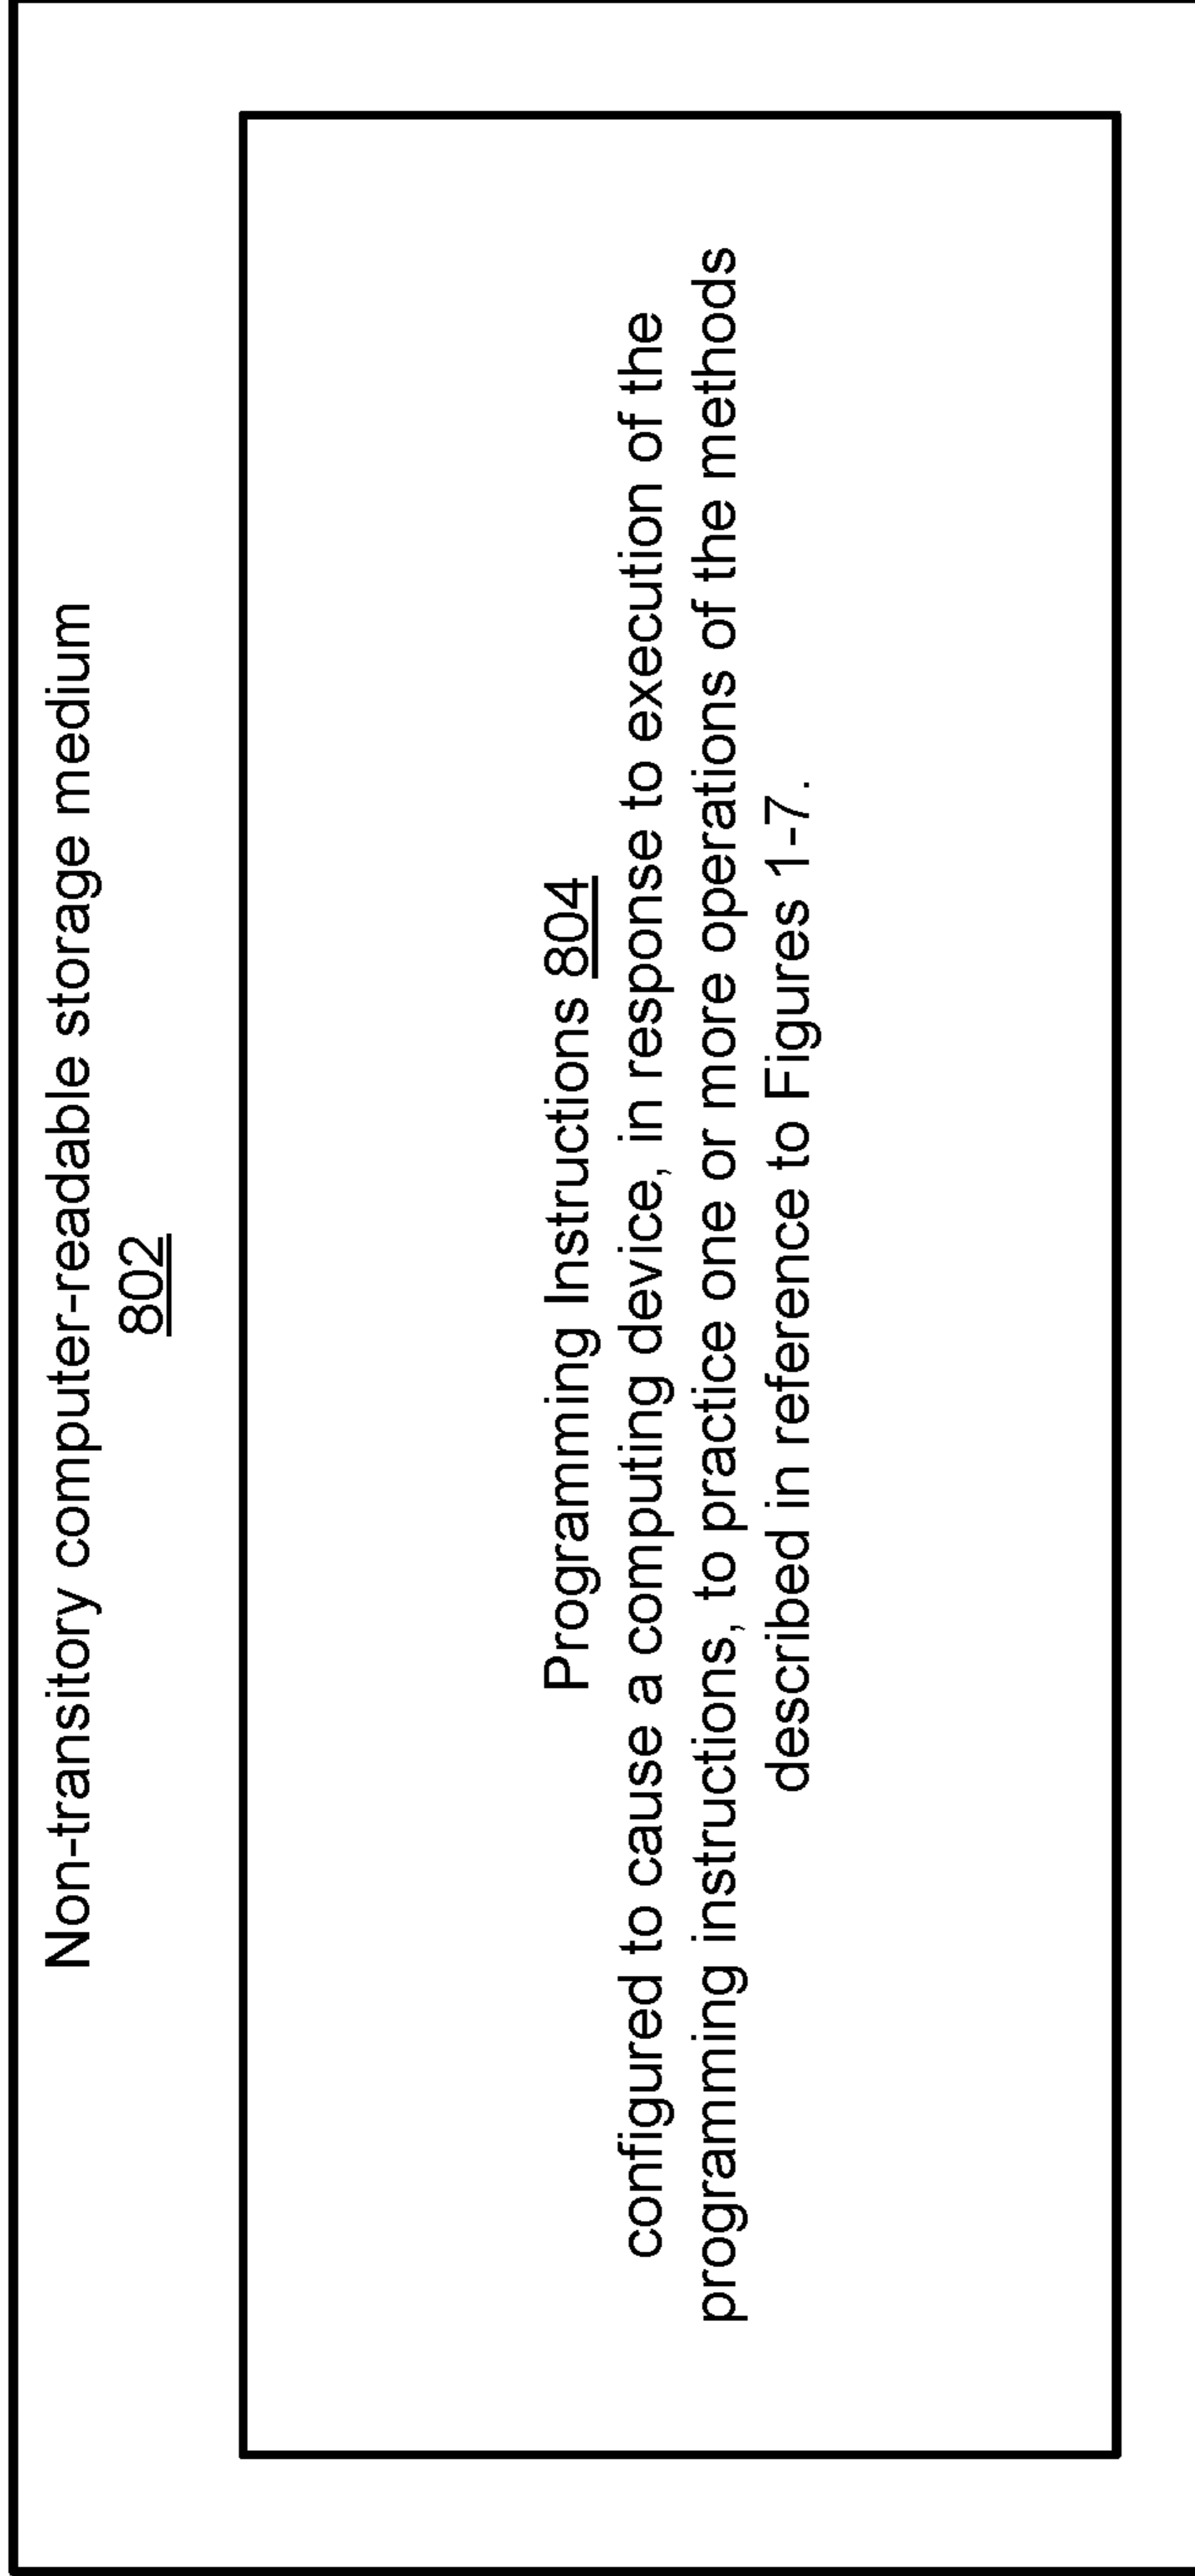 Non-transitory computer-readable storage medium
802
Programming Instructions 804
configured to cause a computing device, in response to execution of the
programming instructions, to practice one or more operations of the methods
described in reference to Figures 1-7.